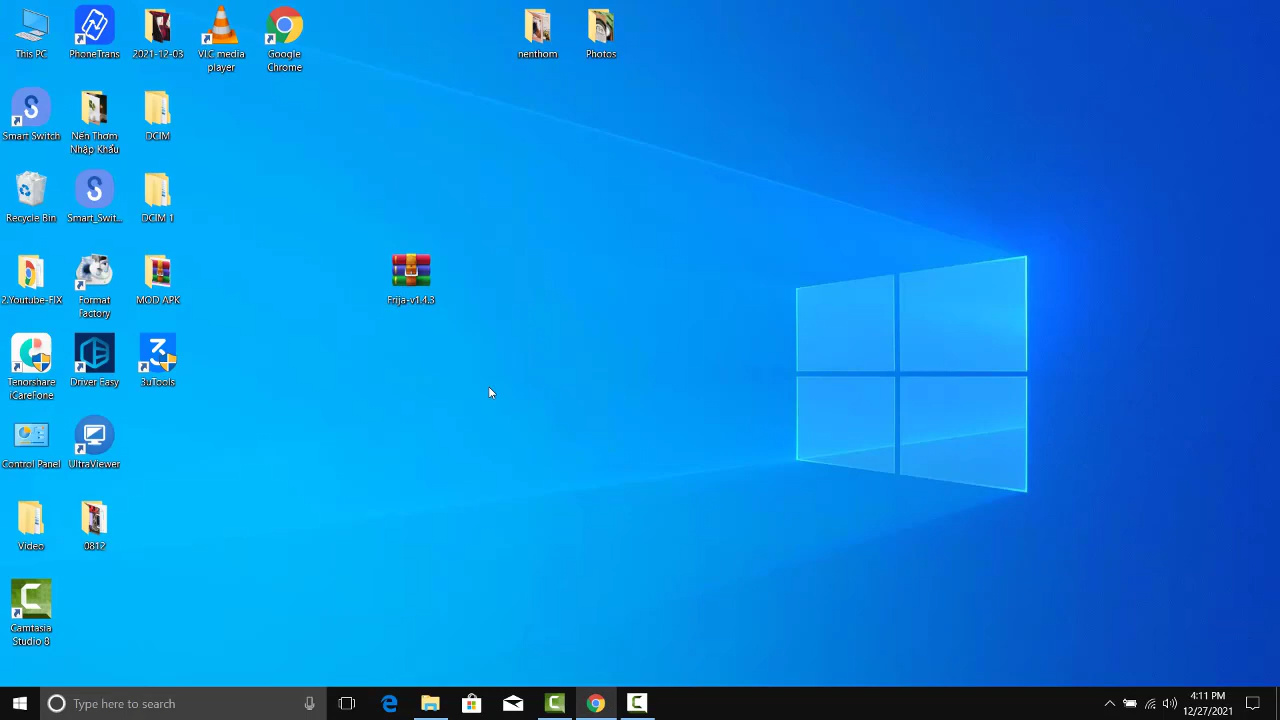 This PC
PhoneTrans
2021-12-03
VLC media
player
Google
Chrome
nenthom
Photos
Smart Switch
Nến Thơm
Nhập Khẩu
DCIM
Recycle Bin
Smart_Swit...
DCIM 1
2.Youtube-FIX
Format
Factory
MOD APK
Frija-v1.4.3
Tenorshare
iCareFone
Driver Easy
3uTools
Control Panel
UltraViewer
Video
0812
Camtasia
Studio 8
Type here to search
4:11 PM
12/27/2021